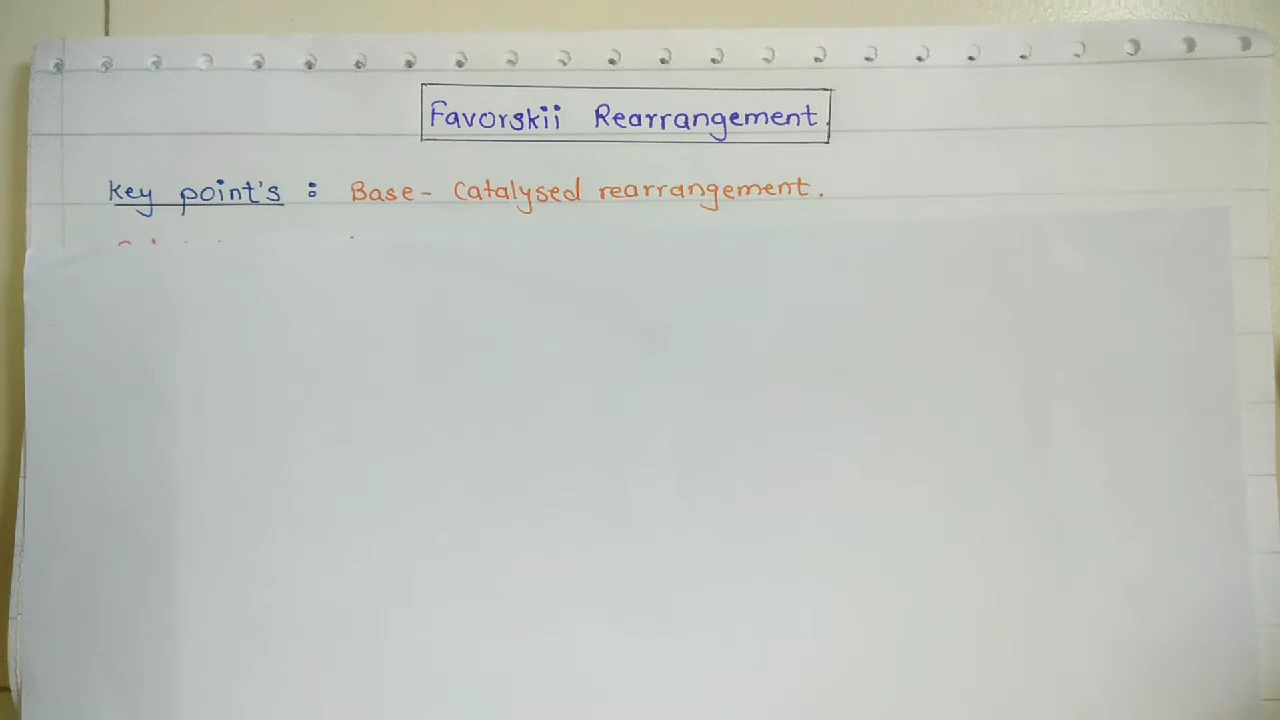 Favorskii Rearrangement.
Key point's : Base- Catalysed rearrangement.